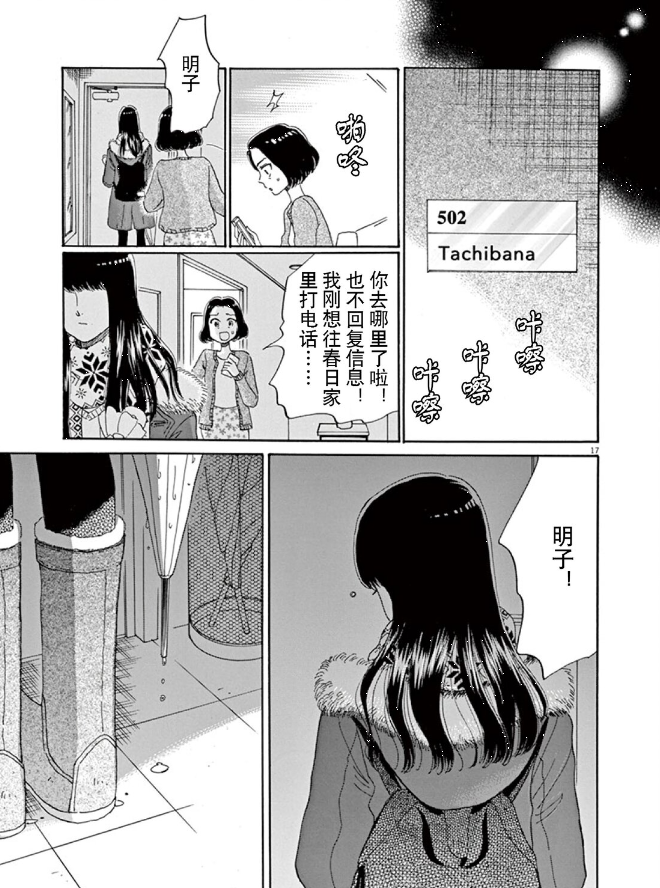 502
Tachibana
咔嚓
咔嚓
咔嚓
啪咚
明子
你去哪里了啦！
也不回复信息！
我刚想往春日家
里打电话……
17
明子！